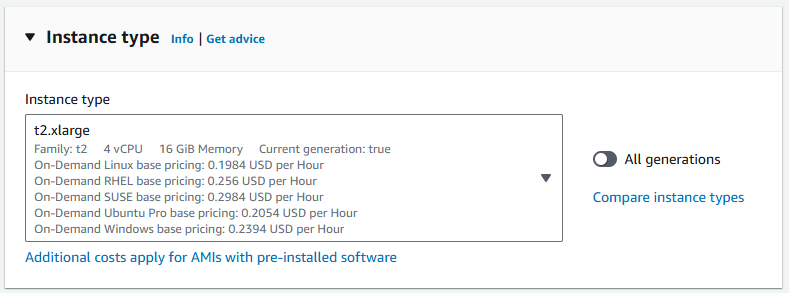 Instance type Info | Get advice
Instance type
t2.xlarge
Family: t2 4 vCPU 16 GiB Memory Current generation: true
On-Demand Linux base pricing: 0.1984 USD per Hour
On-Demand RHEL base pricing: 0.256 USD per Hour
On-Demand SUSE base pricing: 0.2984 USD per Hour
On-Demand Ubuntu Pro base pricing: 0.2054 USD per Hour
On-Demand Windows base pricing: 0.2394 USD per Hour
All generations
Compare instance types
Additional costs apply for AMIs with pre-installed software